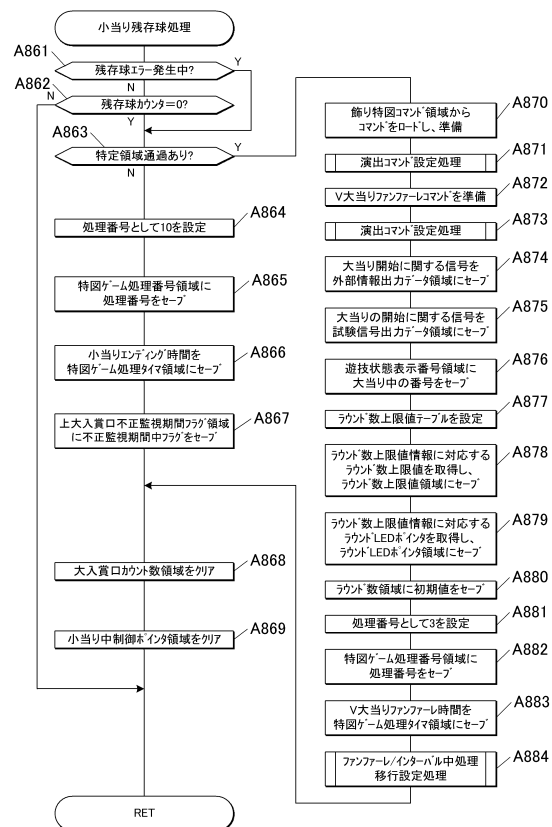 小当り残存球処理
A861
残存球エラー発生中?
Y
N
A862
N
残存球カウンタ=0?
Y
A863
特定領域通過あり?
Y
N
A864
処理番号として10を設定
A865
特図ゲーム処理番号領域に
処理番号をセーブ
A866
小当りエンディング時間を
特図ゲーム処理タイマ領域にセーブ
A867
上大入賞口不正監視期間フラグ領域
に不正監視期間中フラグをセーブ
A868
大入賞口カウント数領域をクリア
A869
小当り中制御ポインタ領域をクリア
RET
A870
飾り特図コマンド領域から
コマンドをロードし、準備
A871
演出コマンド設定処理
A872
V大当りファンファーレコマンドを準備
A873
演出コマンド設定処理
A874
大当り開始に関する信号を
外部情報出力データ領域にセーブ
A875
大当りの開始に関する信号を
試験信号出力データ領域にセーブ
A876
遊技状態表示番号領域に
大当り中の番号をセーブ
A877
ラウンド数上限値テーブルを設定
A878
ラウンド数上限値情報に対応する
ラウンド数上限値を取得し、
ラウンド数上限値領域にセーブ
A879
ラウンド数上限値情報に対応する
ラウンドLEDポインタを取得し、
ラウンドLEDポインタ領域にセーブ
A880
ラウンド数領域に初期値をセーブ
A881
処理番号として3を設定
A882
特図ゲーム処理番号領域に
処理番号をセーブ
A883
V大当りファンファーレ時間を
特図ゲーム処理タイマ領域にセーブ
A884
ファンファーレ/インターバル中処理
移行設定処理